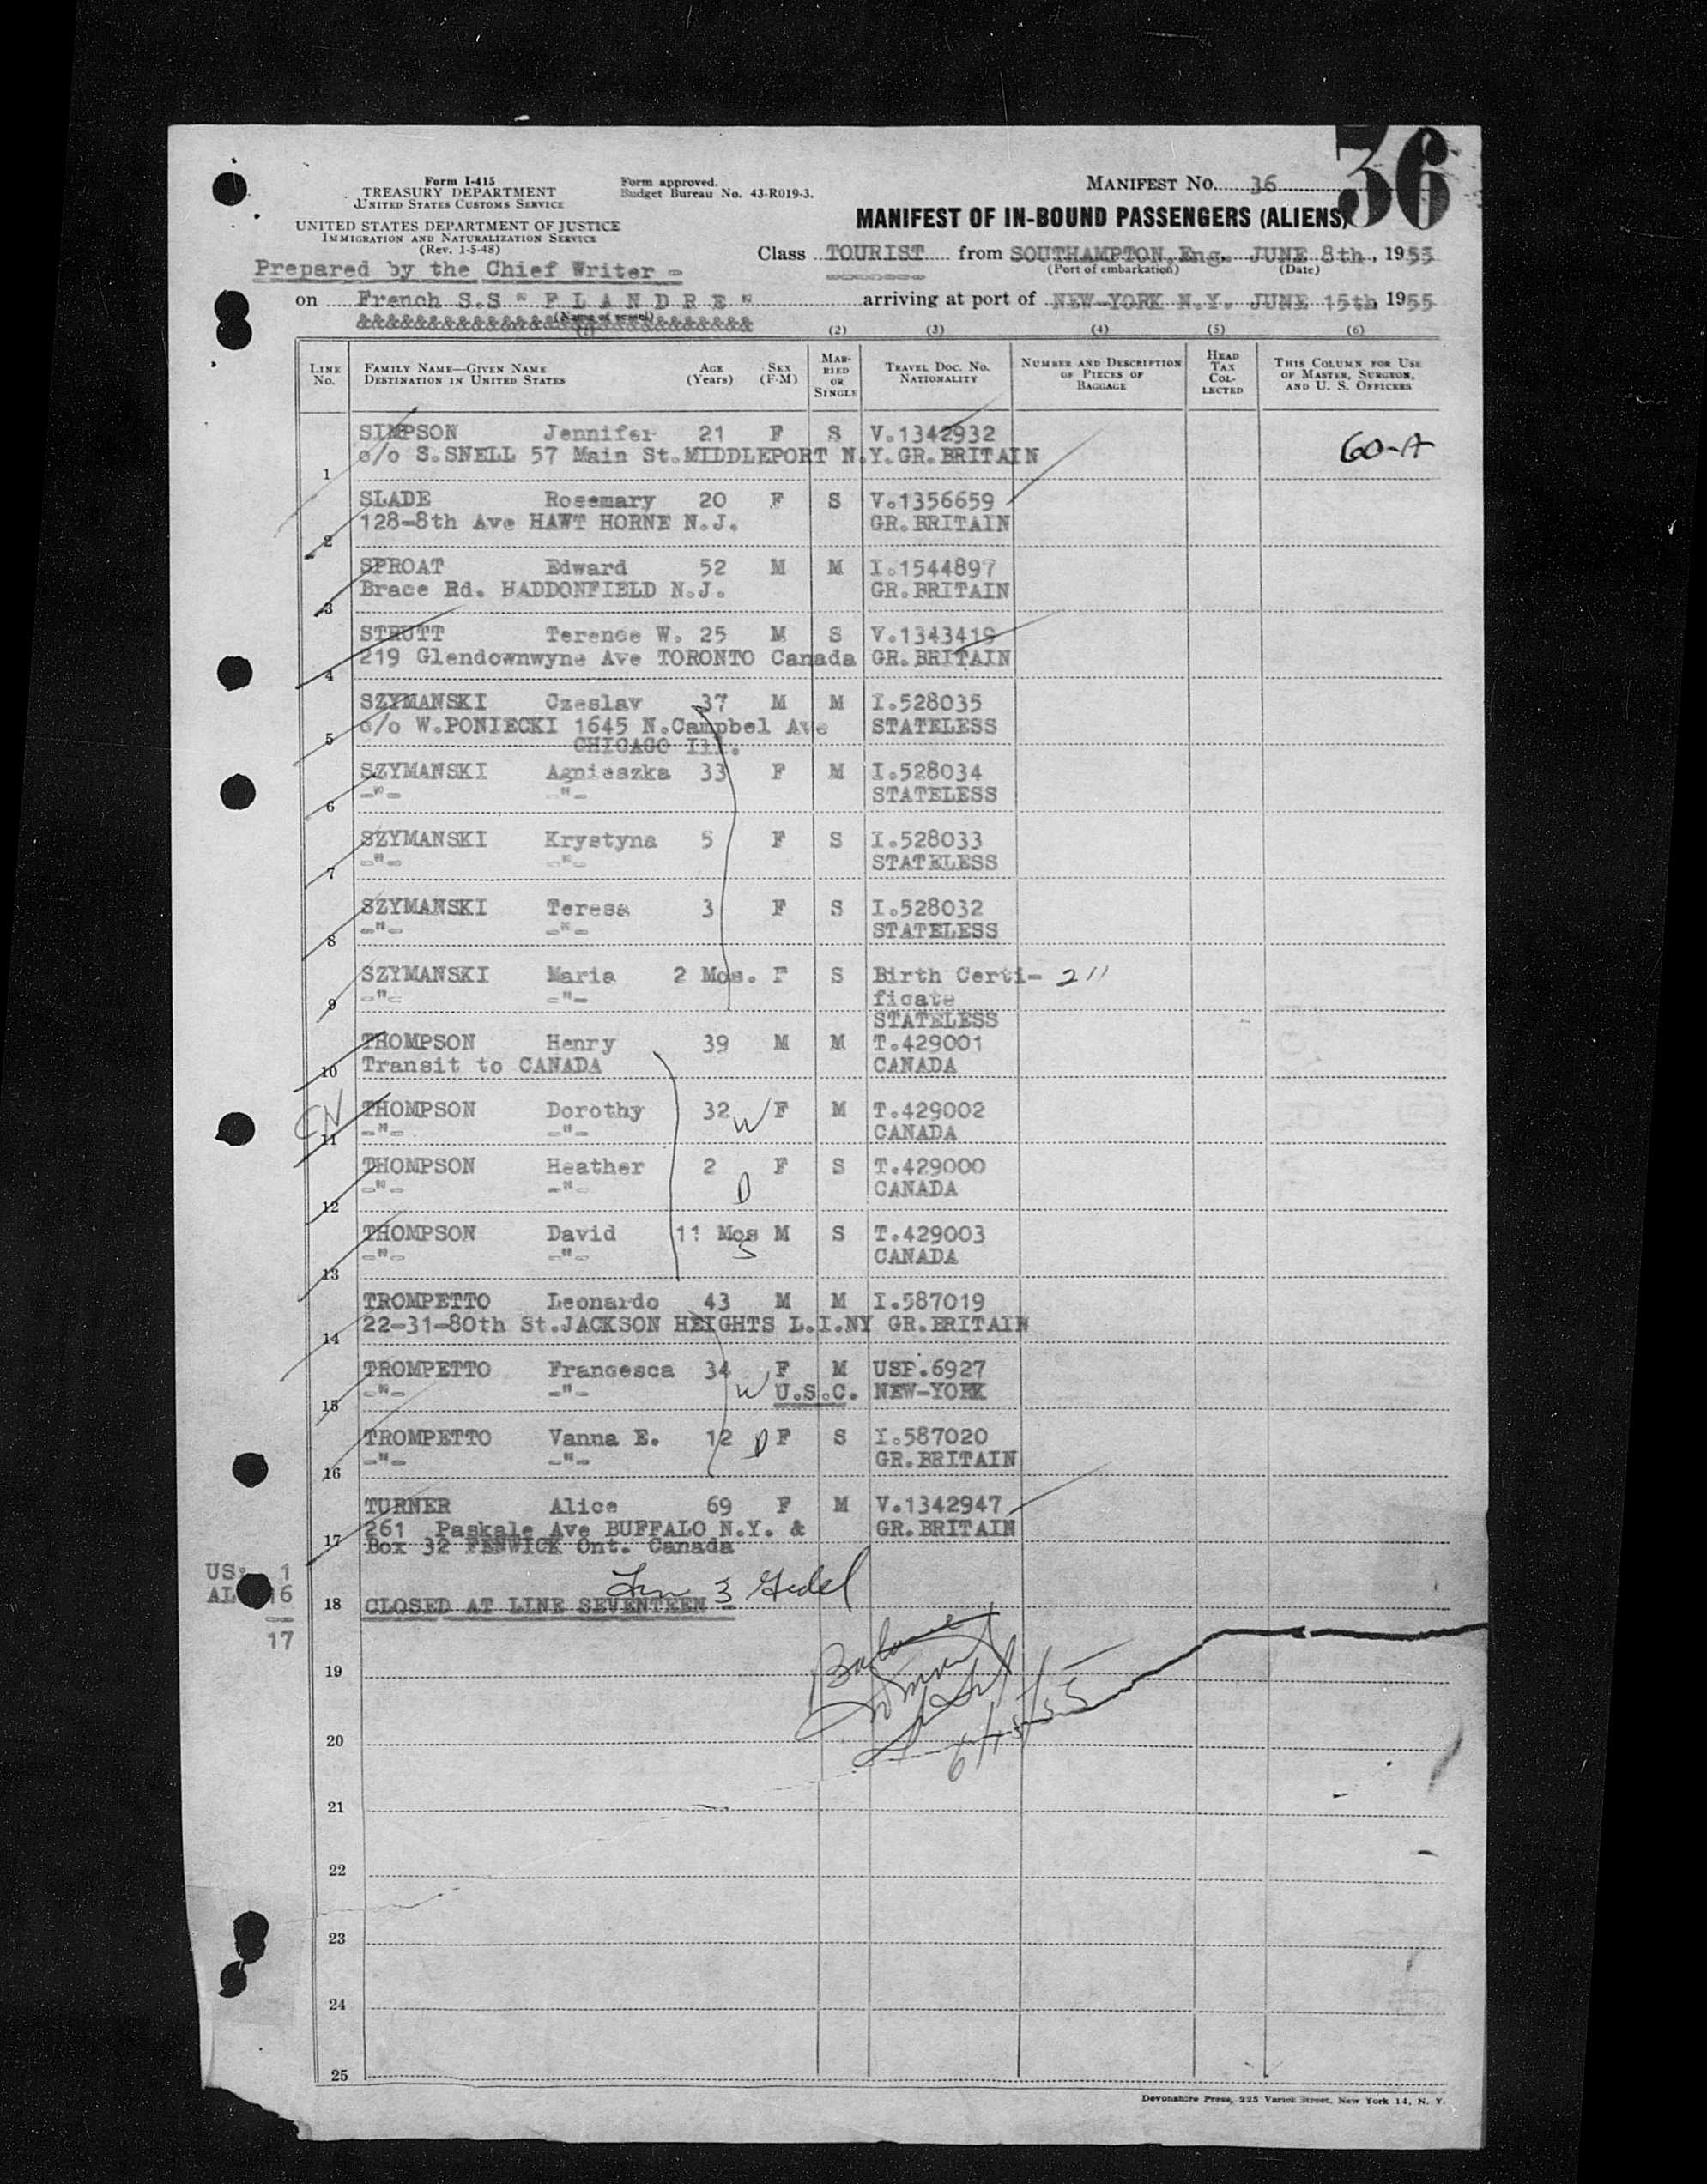 36
Form I-415
TREASURY DEPARTMENT
UNITED STATES CUSTOMS SERVICE
Form approved.
Budget Bureau No. 43-R019-3.
MANIFEST No. 36
UNITED STATES DEPARTMENT OF JUSTICE
IMMIGRATION AND NATURALIZATION SERVICE
(Rev. 1-5-48)
MANIFEST OF IN-BOUND PASSENGERS (ALIENS)
Prepared by the Chief Writer -
Class TOURIST from SOUTHAMPTON, Eng. JUNE 8th, 1955
(Port of embarkation) (Date)
on French S.S " F L A N D R E " arriving at port of NEW-YORK N.Y. JUNE 15th 1955
(Name of vessel)
(1) (2) (3) (4) (5) (6)
LINE No. FAMILY NAME—GIVEN NAME DESTINATION IN UNITED STATES AGE (Years) SEX (F-M) MARRIED OR SINGLE TRAVEL DOC. NO. NATIONALITY NUMBER AND DESCRIPTION OF PIECES OF BAGGAGE HEAD TAX COLLECTED THIS COLUMN FOR USE OF MASTER, SURGEON, AND U. S. OFFICERS
SIMPSON Jennifer 21 F S V.1342932 60-A
1 c/o S.SNELL 57 Main St.MIDDLEPORT N.Y.GR.BRITAIN
SLADE Rosemary 20 F S V.1356659
2 128-8th Ave HAWT HORNE N.J. GR.BRITAIN
SPROAT Edward 52 M M I.1544897
3 Brace Rd. HADDONFIELD N.J. GR.BRITAIN
STRUTT Terence W. 25 M S V.1343419
4 219 Glendownwyne Ave TORONTO Canada GR.BRITAIN
SZYMANSKI Czeslav 37 M M I.528035
5 c/o W.PONIECKI 1645 N.Campbel Ave STATELESS
CHICAGO Ill.
SZYMANSKI Agnieszka 33 F M I.528034
6 -"- -"- STATELESS
SZYMANSKI Krystyna 5 F S I.528033
7 -"- -"- STATELESS
SZYMANSKI Teresa 3 F S I.528032
8 -"- -"- STATELESS
SZYMANSKI Maria 2 Mos. F S Birth Certi- 211
9 -"- -"- ficate
STATELESS
THOMPSON Henry 39 M M T.429001
10 Transit to CANADA CANADA
THOMPSON Dorothy 32 W F M T.429002
11 -"- -"- CANADA
THOMPSON Heather 2 F S T.429000
12 -"- -"- D CANADA
THOMPSON David 11 Mos M S T.429003
13 -"- -"- S CANADA
TROMPETTO Leonardo 43 M M I.587019
14 22-31-80th St.JACKSON HEIGHTS L.I.NY GR.BRITAIN
TROMPETTO Francesca 34 F M USP.6927
15 -"- -"- W U.S.C. NEW-YORK
TROMPETTO Vanna E. 12 D F S I.587020
16 -"- -"- GR.BRITAIN
TURNER Alice 69 F M V.1342947
17 261 Paskale Ave BUFFALO N.Y. & GR.BRITAIN
Box 32 FENWICK Ont. Canada
US: 1
AL 16
17
18 CLOSED AT LINE SEVENTEEN
19
20
6/15/55
21
22
23
24
25
Devonshire Press, 225 Varick Street, New York 14, N. Y.